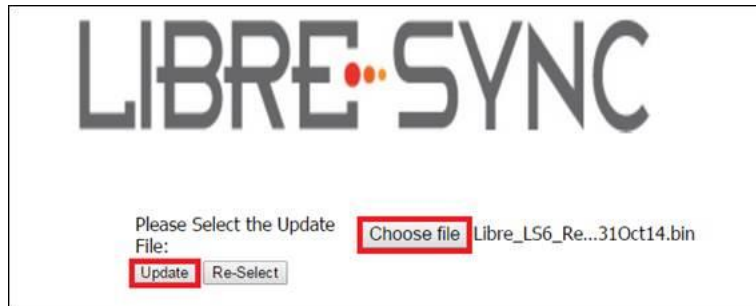 LIBRE SYNC
Please Select the Update
File:
Choose file Libre_LS6_Re...31Oct14.bin
Update Re-Select